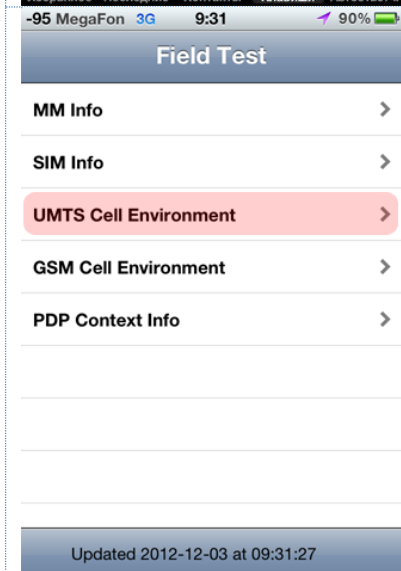 -95 MegaFon 3G 9:31 90%
Field Test
MM Info
SIM Info
UMTS Cell Environment
GSM Cell Environment
PDP Context Info
Updated 2012-12-03 at 09:31:27